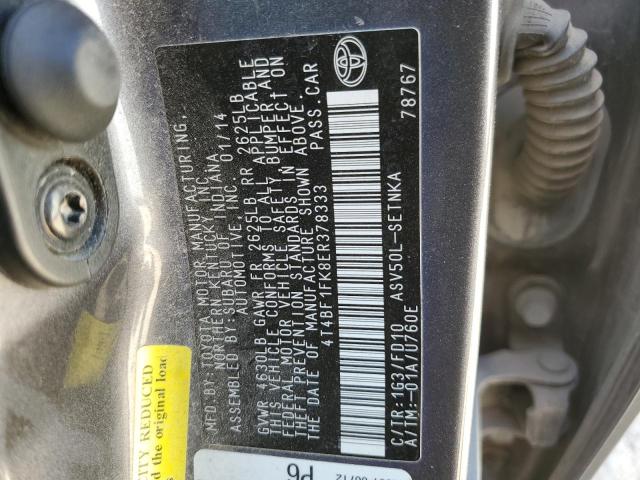 MFD. BY: TOYOTA MOTOR MANUFACTURING,
NORTHERN KENTUCKY, INC.
ASSEMBLED BY: SUBARU OF INDIANA
AUTOMOTIVE, INC. 01/14
GVWR 4630LB GAWR FR 2625LB RR 2625LB
THIS VEHICLE CONFORMS TO ALL APPLICABLE
FEDERAL MOTOR VEHICLE SAFETY, BUMPER, AND
THEFT PREVENTION STANDARDS IN EFFECT ON
THE DATE OF MANUFACTURE SHOWN ABOVE.
4T4BF1FK8ER378333 PASS. CAR
C/TR: 1G3/FD10 ASV50L-SETNKA
A/TM: -01A/U760E
78767
CITY REDUCED
d the original load
P6